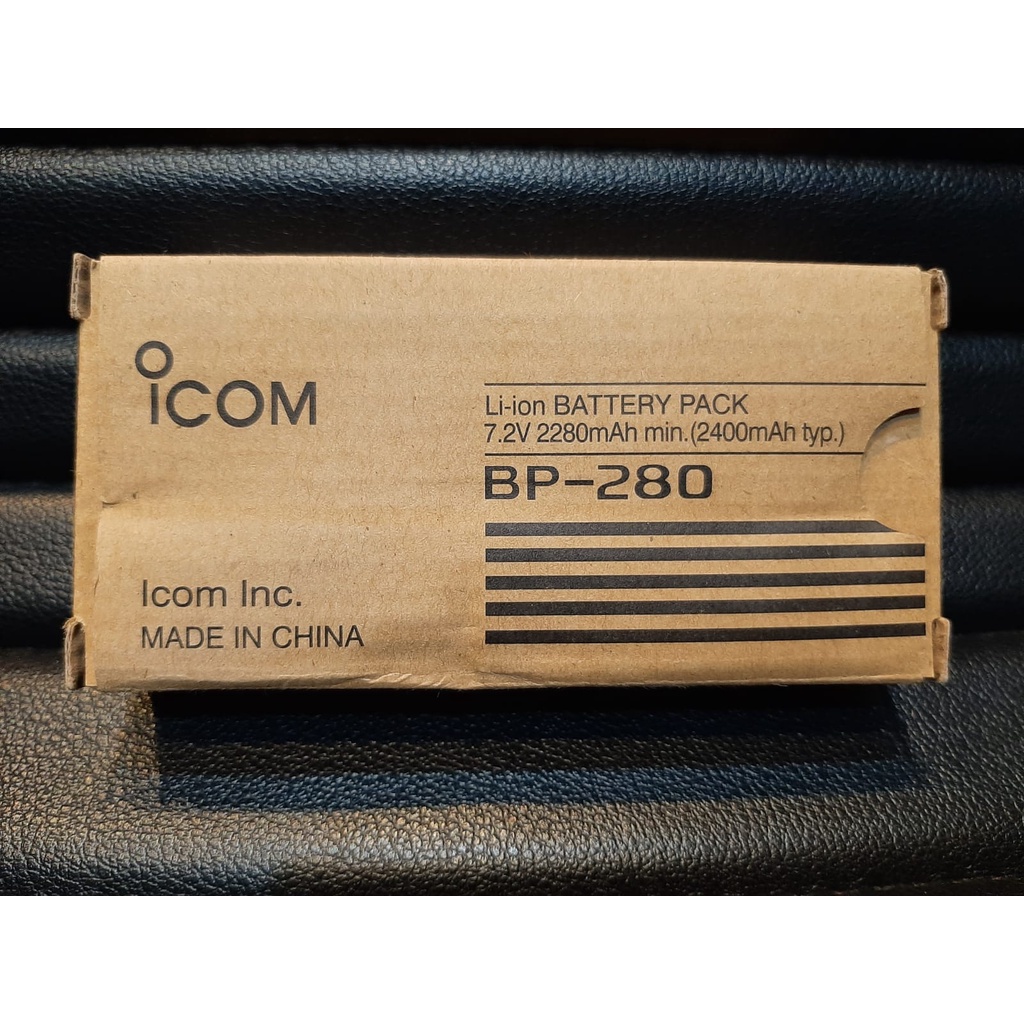 ICOM
Li-ion BATTERY PACK
7.2V 2280mAh min.(2400mAh typ.)
BP-280
Icom Inc.
MADE IN CHINA